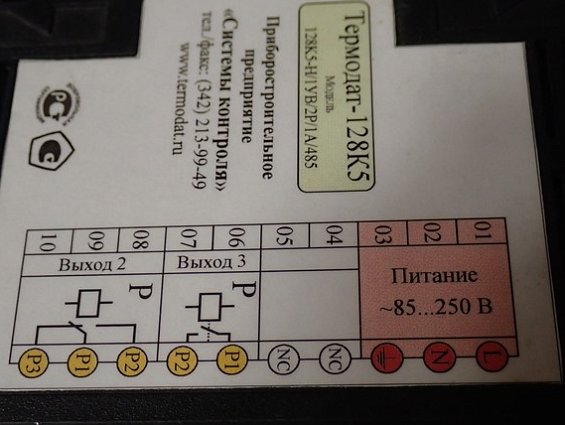 Термодат-128К5
Модель
128К5-Н/1УВ/2Р/1А/485
Приборостроительное
предприятие
«Системы контроля»
тел./факс: (342) 213-99-49
www.termodat.ru
РСТ
10 09 08 07 06 05 04 03 02 01
Выход 2 Выход 3 Питание
~85...250 В
Р Р
Р3 Р1 Р2 Р2 Р1 NC NC N L